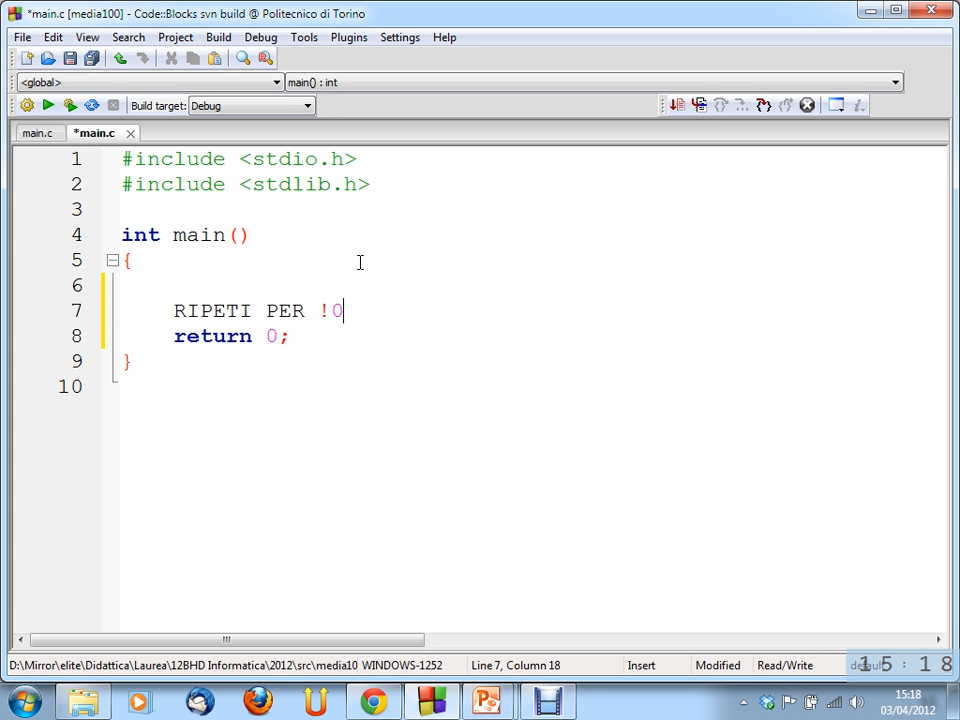 *main.c [media100] - Code::Blocks svn build @ Politecnico di Torino
File Edit View Search Project Build Debug Tools Plugins Settings Help
<global> main() : int
Build target: Debug
main.c *main.c
1 #include <stdio.h>
2 #include <stdlib.h>
3
4 int main()
5 {
6
7 RIPETI PER !0
8 return 0;
9 }
10
D:\Mirror\elite\Didattica\Laurea\12BHD Informatica\2012\src\media10 WINDOWS-1252 Line 7, Column 18 Insert Modified Read/Write default
15:18
15:18
03/04/2012